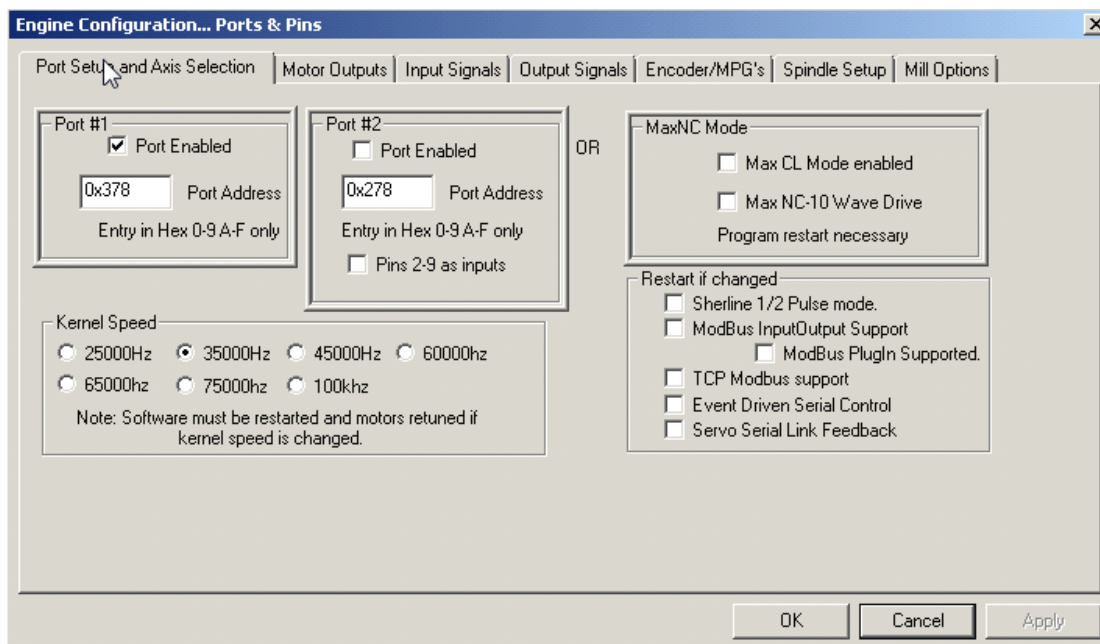 Engine Configuration... Ports & Pins
Port Setup and Axis Selection
Motor Outputs
Input Signals
Output Signals
Encoder/MPG's
Spindle Setup
Mill Options
Port #1
Port Enabled
0x378
Port Address
Entry in Hex 0-9 A-F only
Port #2
Port Enabled
0x278
Port Address
Entry in Hex 0-9 A-F only
Pins 2-9 as inputs
OR
MaxNC Mode
Max CL Mode enabled
Max NC-10 Wave Drive
Program restart necessary
Restart if changed
Sherline 1/2 Pulse mode.
ModBus InputOutput Support
ModBus PlugIn Supported.
TCP Modbus support
Event Driven Serial Control
Servo Serial Link Feedback
Kernel Speed
25000Hz
35000Hz
45000Hz
60000hz
65000hz
75000hz
100khz
Note: Software must be restarted and motors retuned if
kernel speed is changed.
OK
Cancel
Apply